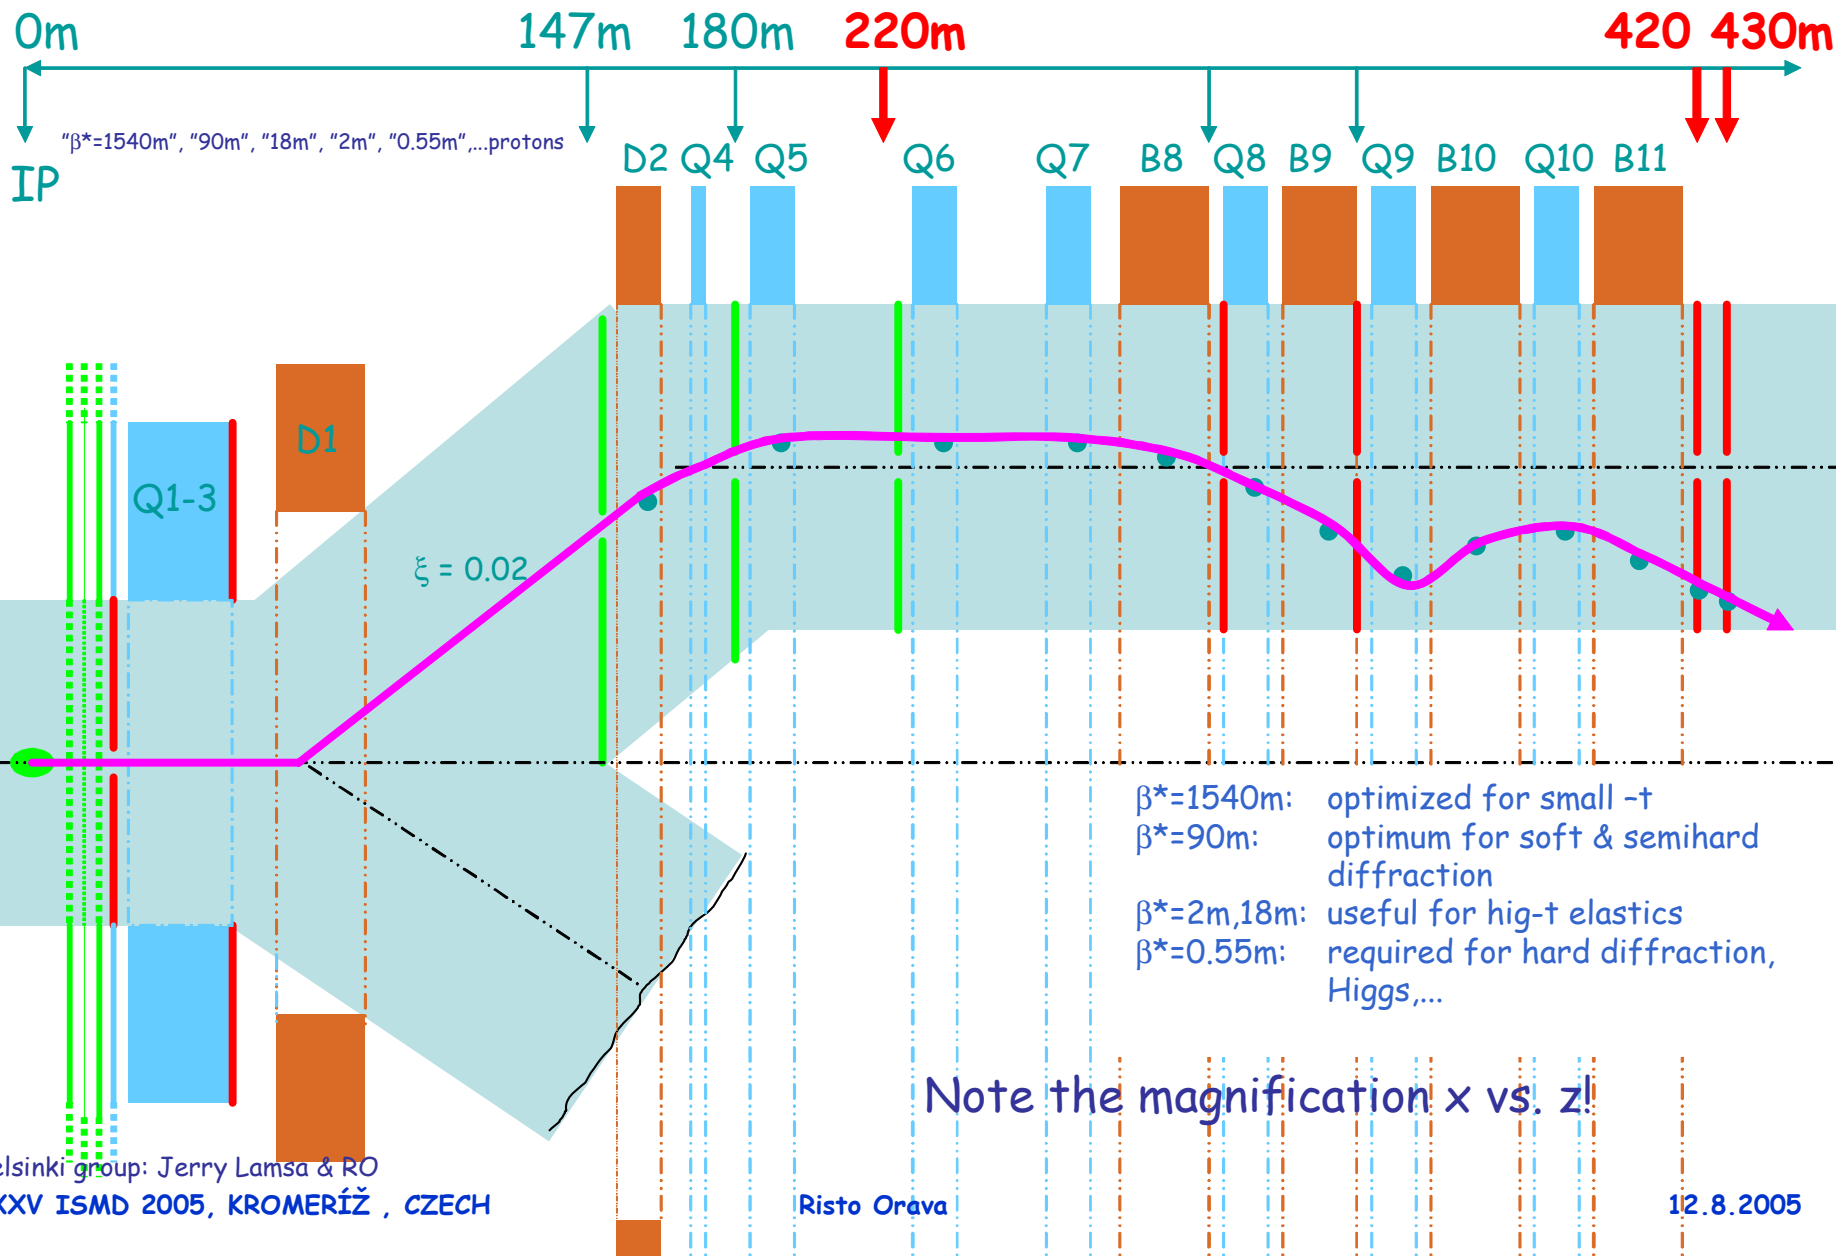 0m 147m 180m 220m 420 430m
"β*=1540m", "90m", "18m", "2m", "0.55m",...protons
IP
D2 Q4 Q5 Q6 Q7 B8 Q8 B9 Q9 B10 Q10 B11
D1
Q1-3
ξ = 0.02
β*=1540m: optimized for small –t
β*=90m: optimum for soft & semihard
diffraction
β*=2m,18m: useful for hig-t elastics
β*=0.55m: required for hard diffraction,
Higgs,...
Note the magnification x vs. z!
elsinki group: Jerry Lamsa & RO
XXV ISMD 2005, KROMERÍŽ , CZECH Risto Orava 12.8.2005